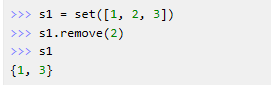 >>> s1 = set([1, 2, 3])
>>> s1.remove(2)
>>> s1
{1, 3}